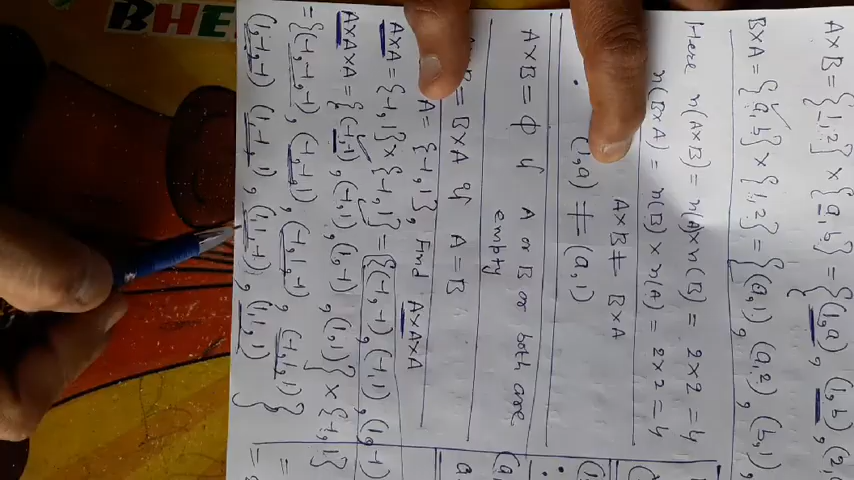 BHE
A×B = {1,2} × {a,b} = {(1,a), (1,b), (2,
B×A = {a,b} × {1,2} = {(a,1), (a,2), (b,1),
Here n(A×B) = n(A)×n(B) = 2×2 = 4
n(B×A) = n(B) × n(A) = 2×2 = 4
A×B ≠ B×A
(1,a) ≠ (a,1)
A×B = ϕ if A or B or both are
empty
= B×A if A = B
A = {-1,1}, Find A×A×A
A×A = {-1,1} × {-1,1} = {(-1,-1), (-1,1), (1,-1)
A×A×A = {(-1,-1), (-1,1), (1,-1), (1,1)} × {-1,1}
= {(-1,-1,-1), (-1,-1,1), (-1,1,-1), (-1,1,1)
(1,-1,-1), (1,-1,1), (1,1,-1), (1,1,1)}